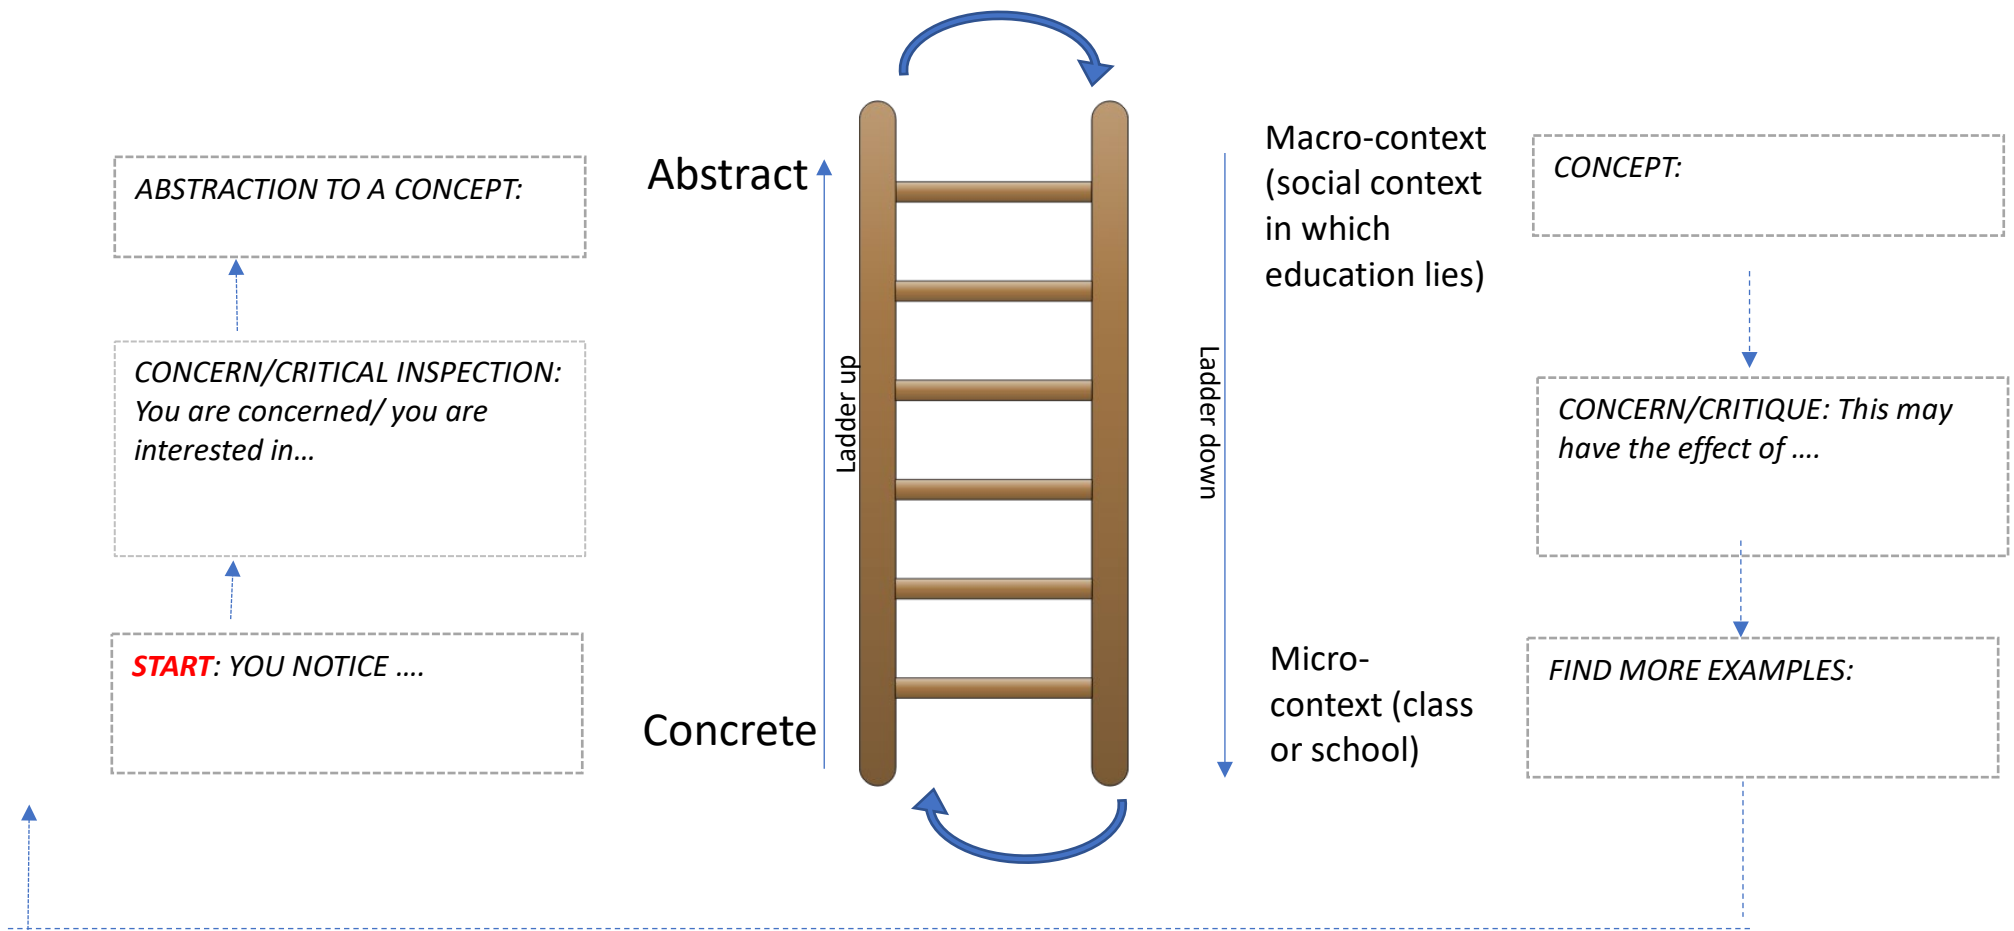 ABSTRACTION TO A CONCEPT:
CONCERN/CRITICAL INSPECTION:
You are concerned/ you are
interested in...
START: YOU NOTICE ....
Abstract
Concrete
Ladder up
Ladder down
Macro-context
(social context
in which
education lies)
Micro-
context (class
or school)
CONCEPT:
CONCERN/CRITIQUE: This may
have the effect of ....
FIND MORE EXAMPLES: